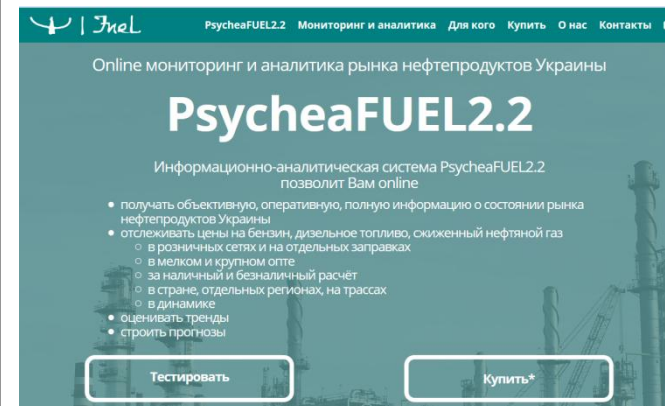 Fuel
PsycheaFUEL2.2 Мониторинг и аналитика Для кого Купить О нас Контакты
Online мониторинг и аналитика рынка нефтепродуктов Украины
PsycheaFUEL2.2
Информационно-аналитическая система PsycheaFUEL2.2
позволит Вам online
получать объективную, оперативную, полную информацию о состоянии рынка
нефтепродуктов Украины
отслеживать цены на бензин, дизельное топливо, сжиженный нефтяной газ
в розничных сетях и на отдельных заправках
в мелком и крупном опте
за наличный и безналичный расчёт
в стране, отдельных регионах, на трассах
в динамике
оценивать тренды
строить прогнозы
Тестировать
Купить*